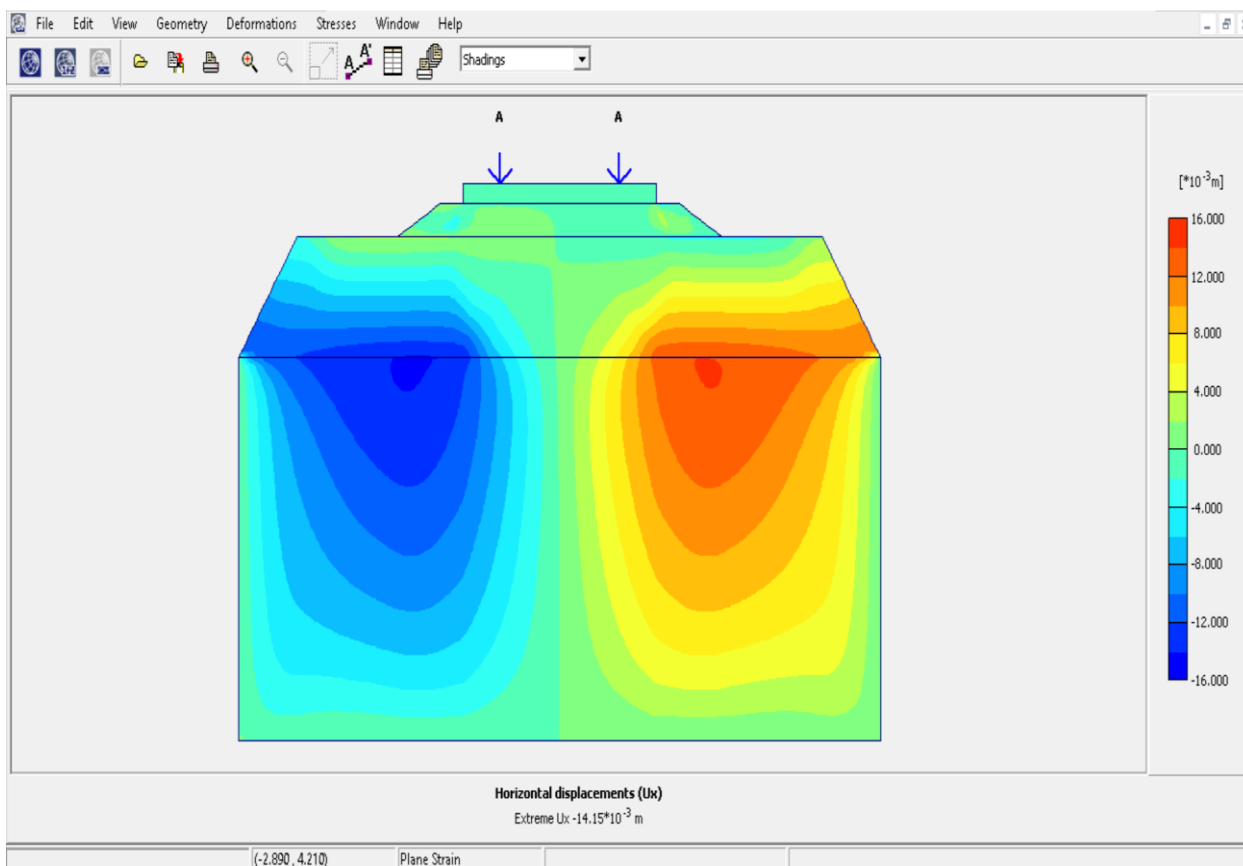 File Edit View Geometry Deformations Stresses Window Help
Shadings
A A
[*10⁻³m]
16.000
12.000
8.000
4.000
0.000
-4.000
-8.000
-12.000
-16.000
Horizontal displacements (Ux)
Extreme Ux -14.15*10⁻³ m
(-2.890 , 4.210) Plane Strain